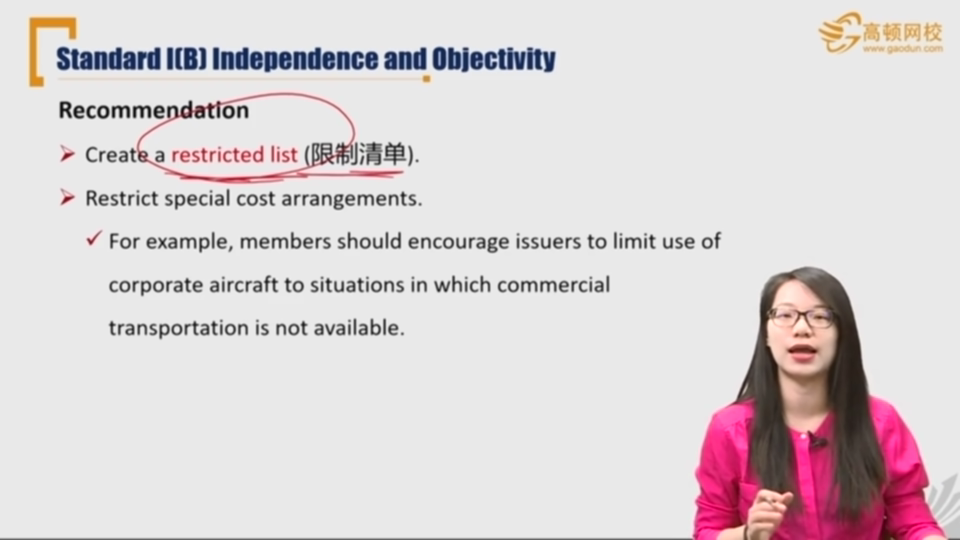 高顿网校
www.gaodun.com
Standard I(B) Independence and Objectivity
Recommendation
Create a restricted list (限制清单).
Restrict special cost arrangements.
For example, members should encourage issuers to limit use of
corporate aircraft to situations in which commercial
transportation is not available.